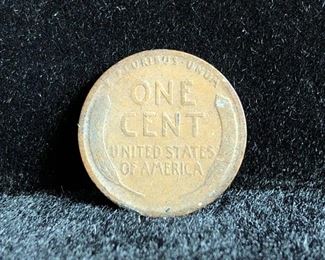 E·PLURIBUS·UNUM
ONE
CENT
UNITED STATES
OF AMERICA